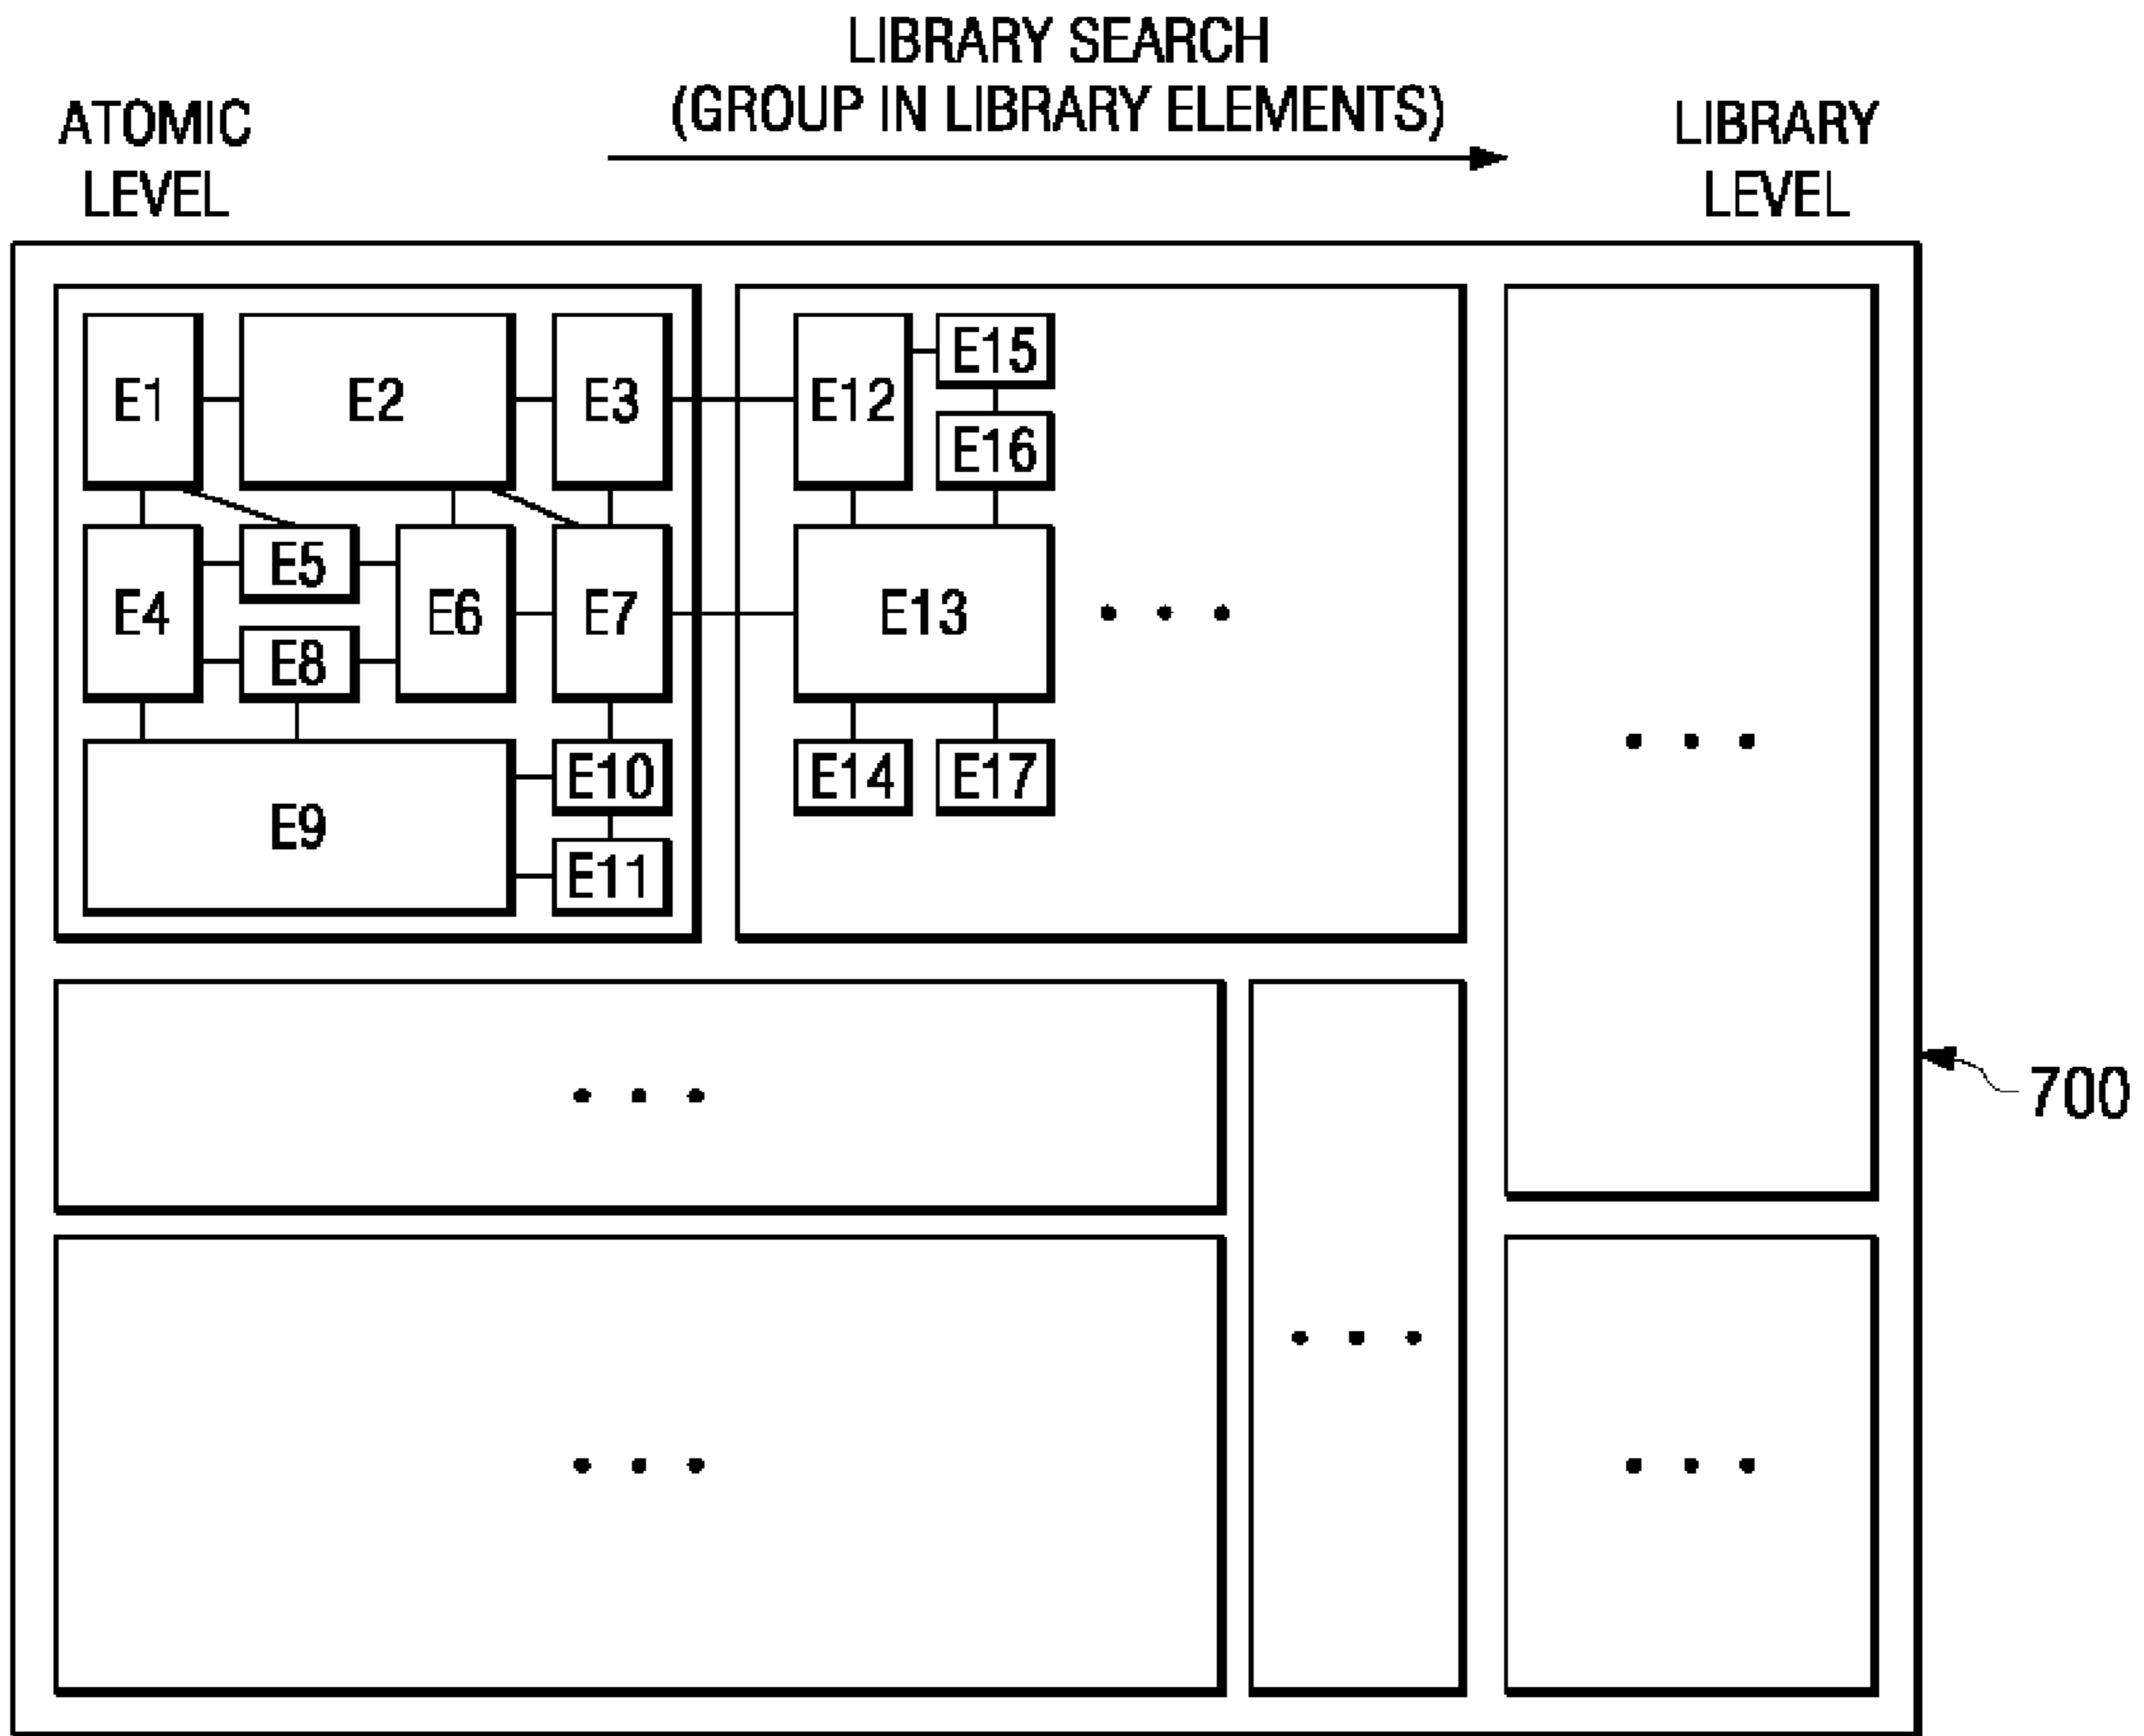 LIBRARY SEARCH
(GROUP IN LIBRARY ELEMENTS)
ATOMIC
LEVEL
LIBRARY
LEVEL
E1
E2
E3
E12
E15
E16
E4
E5
E6
E7
E13
E8
E9
E10
E14
E17
E11
700